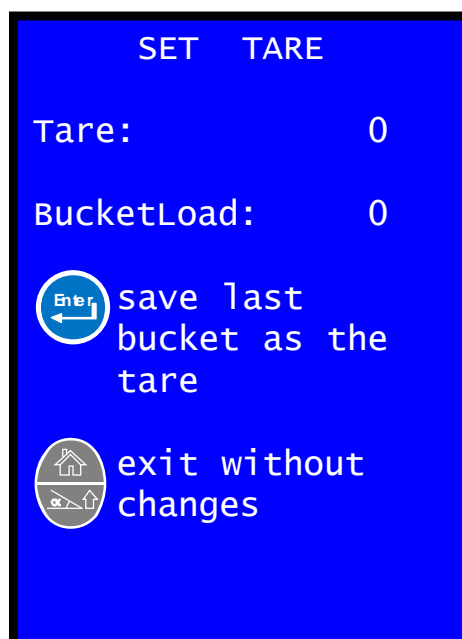 SET TARE
Tare: 0
BucketLoad: 0
Enter save last
bucket as the
tare
exit without
α changes